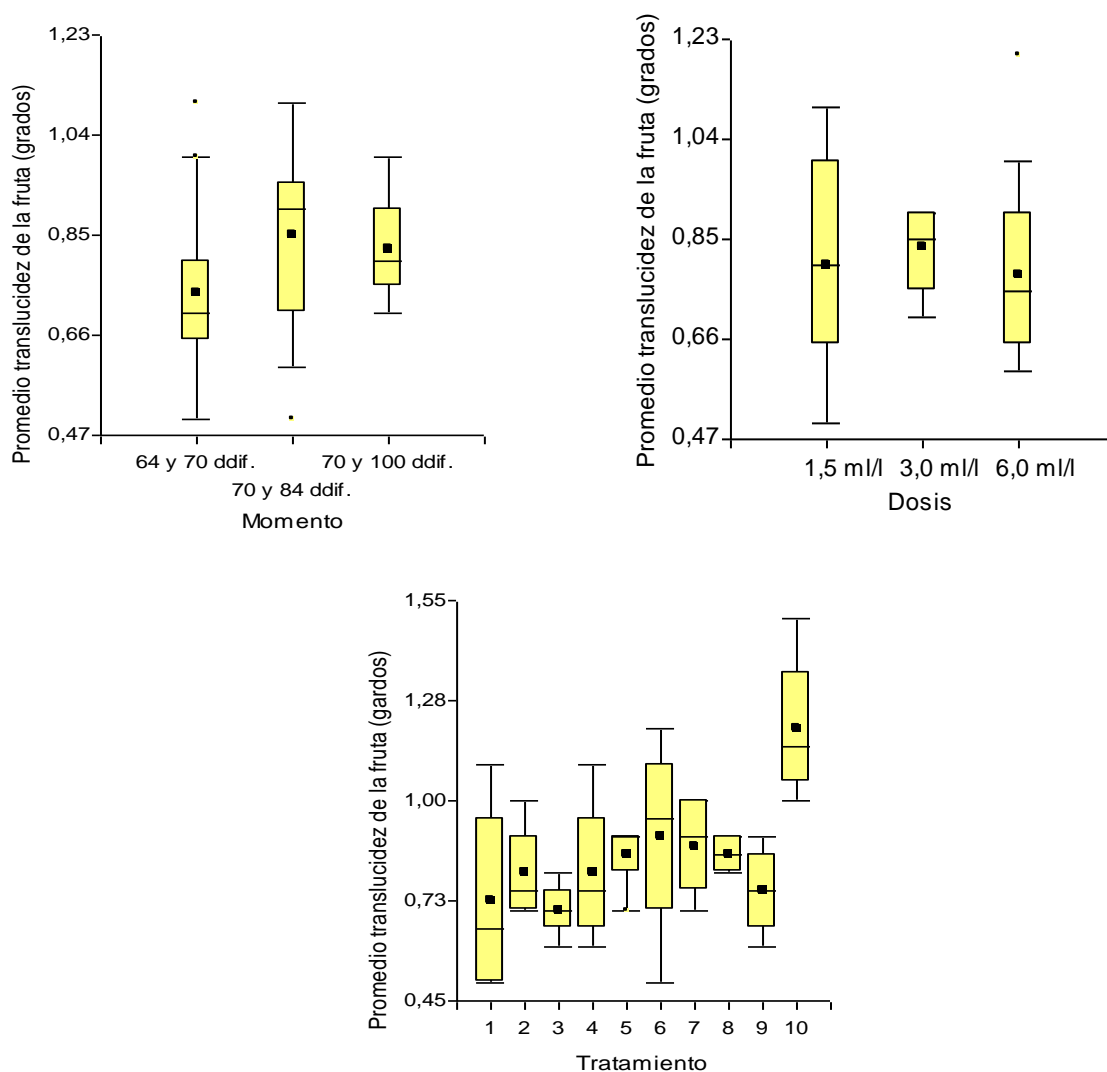 Promedio translucidez de la fruta (grados)
1,23
1,04
0,85
0,66
0,47
64 y 70 ddif.
70 y 84 ddif.
70 y 100 ddif.
Momento
Promedio translucidez de la fruta (grados)
1,23
1,04
0,85
0,66
0,47
1,5 ml/l 3,0 ml/l 6,0 ml/l
Dosis
Promedio translucidez de la fruta (gardos)
1,55
1,28
1,00
0,73
0,45
1 2 3 4 5 6 7 8 9 10
Tratamiento